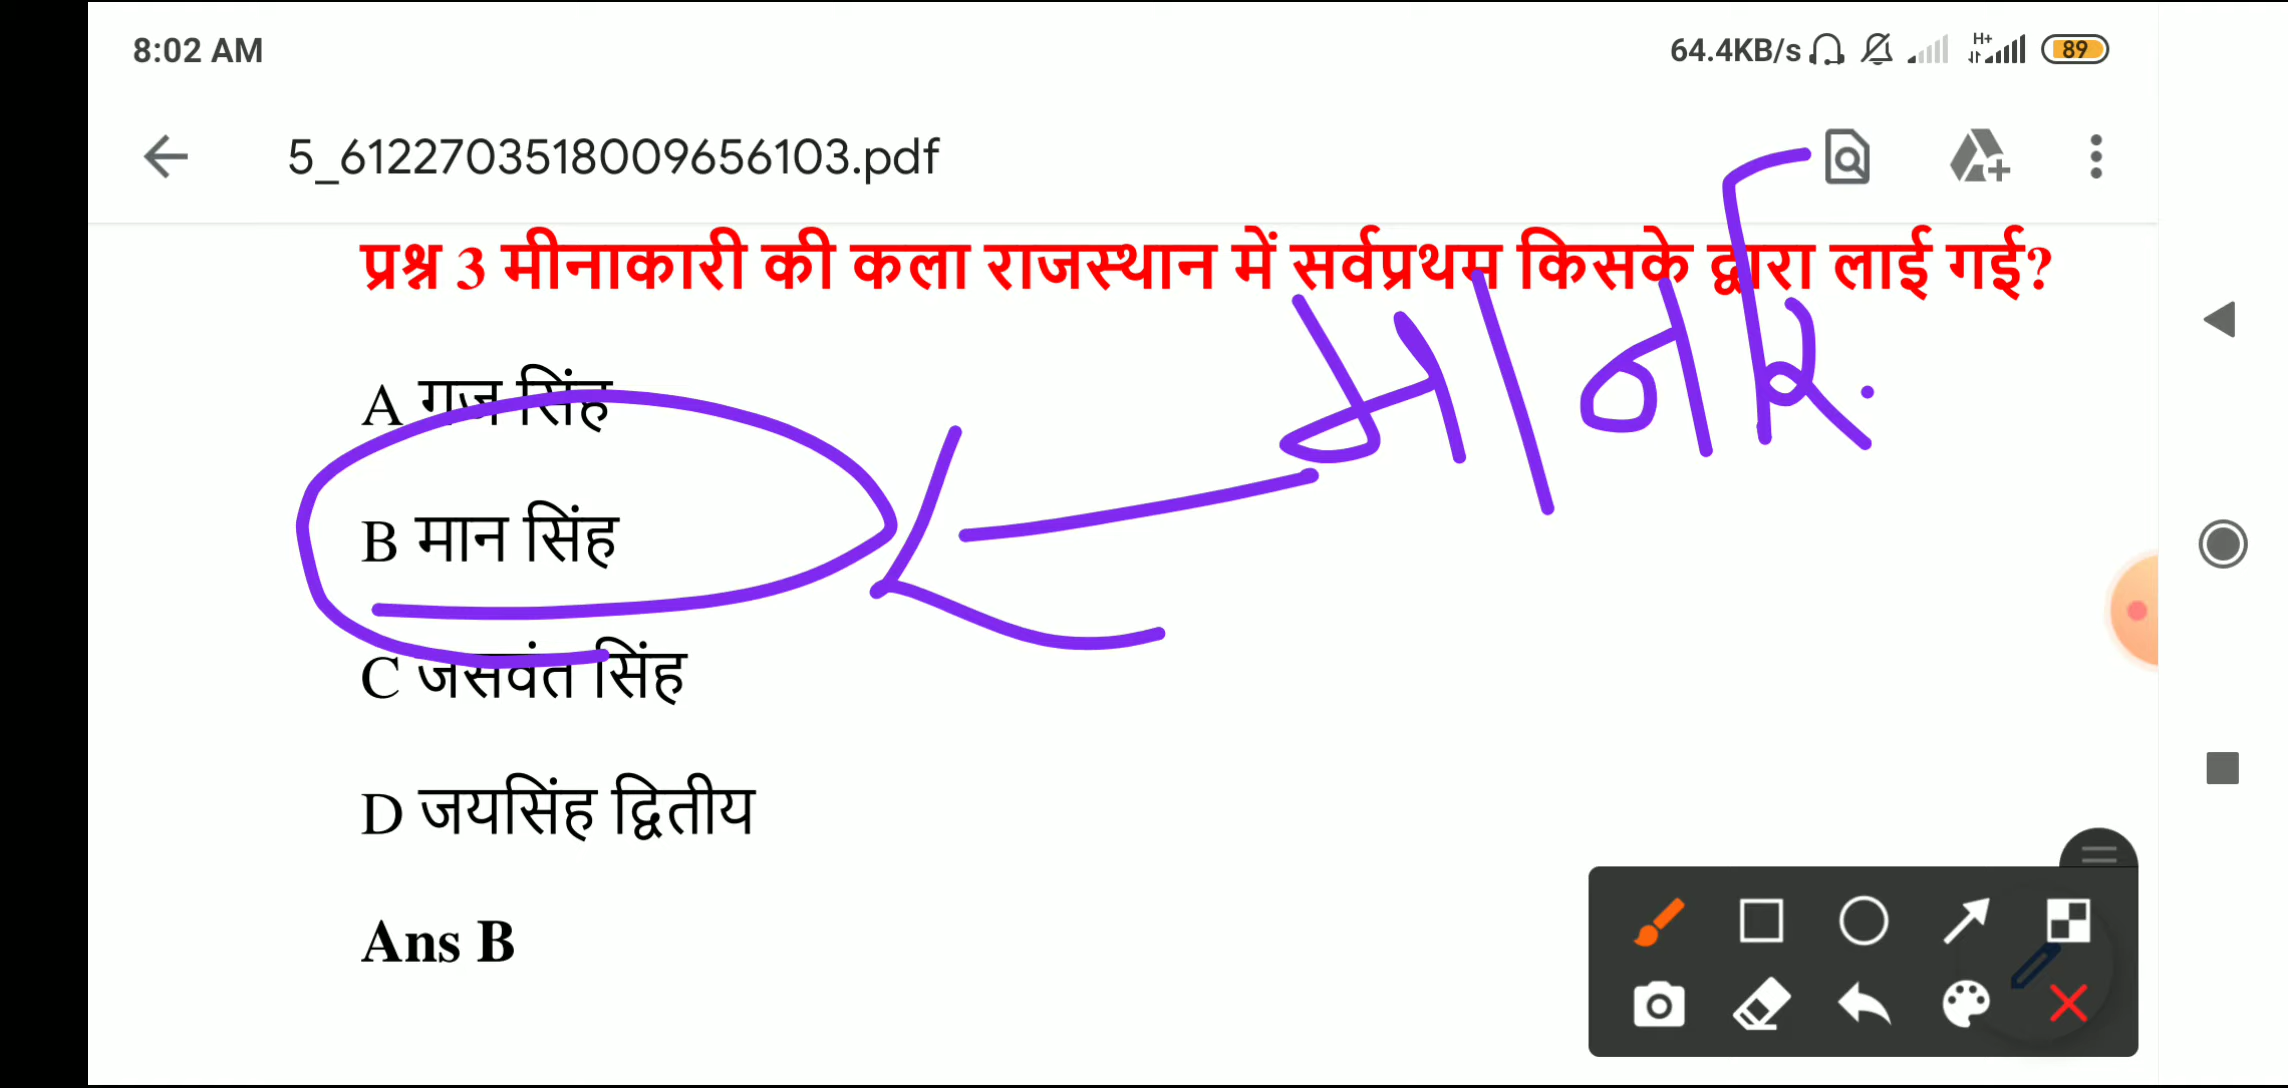 8:02 AM
64.4KB/s H+ 89
5_6122703518009656103.pdf
प्रश्न 3 मीनाकारी की कला राजस्थान में सर्वप्रथम किसके द्वारा लाई गई?
A गज सिंह
B मान सिंह
C जसवंत सिंह
D जयसिंह द्वितीय
Ans B